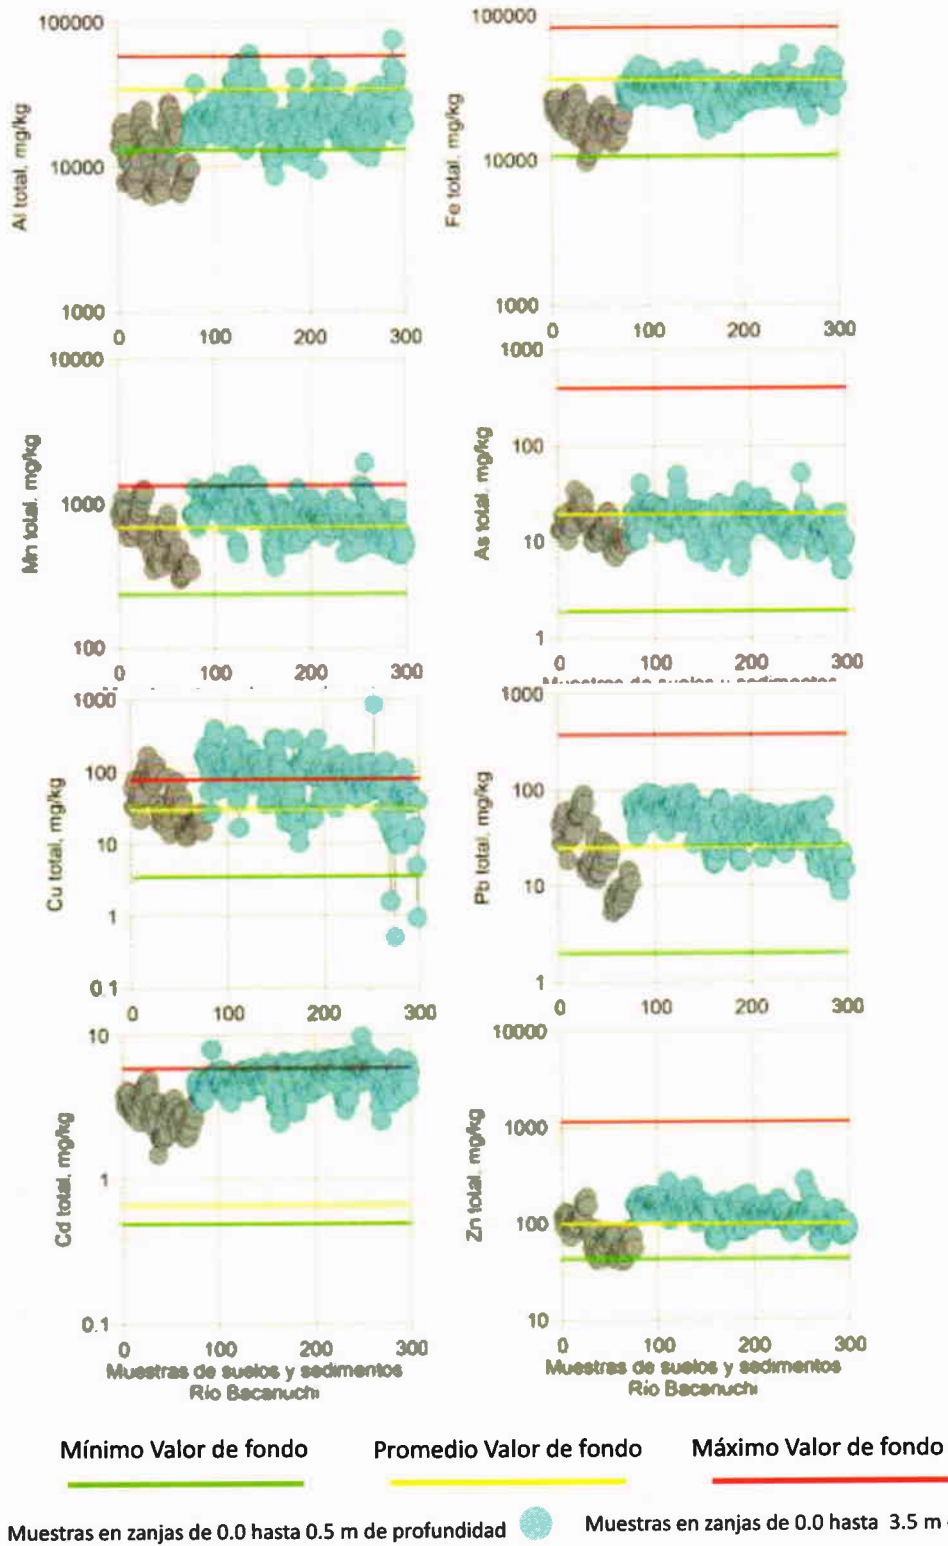 100000
10000
1000
Al total, mg/kg
0 100 200 300
100000
10000
1000
Fe total, mg/kg
0 100 200 300
10000
1000
100
Mn total, mg/kg
0 100 200 300
1000
100
10
1
As total, mg/kg
0 100 200 300
Muestras de suelos y sedimentos
1000
100
10
1
0.1
Cu total, mg/kg
0 100 200 300
1000
100
10
1
Pb total, mg/kg
0 100 200 300
10
1
0.1
Cd total, mg/kg
0 100 200 300
Muestras de suelos y sedimentos
Río Bacanuchi
10000
1000
100
10
Zn total, mg/kg
0 100 200 300
Muestras de suelos y sedimentos
Río Bacanuchi
Mínimo Valor de fondo Promedio Valor de fondo Máximo Valor de fondo
Muestras en zanjas de 0.0 hasta 0.5 m de profundidad Muestras en zanjas de 0.0 hasta 3.5 m